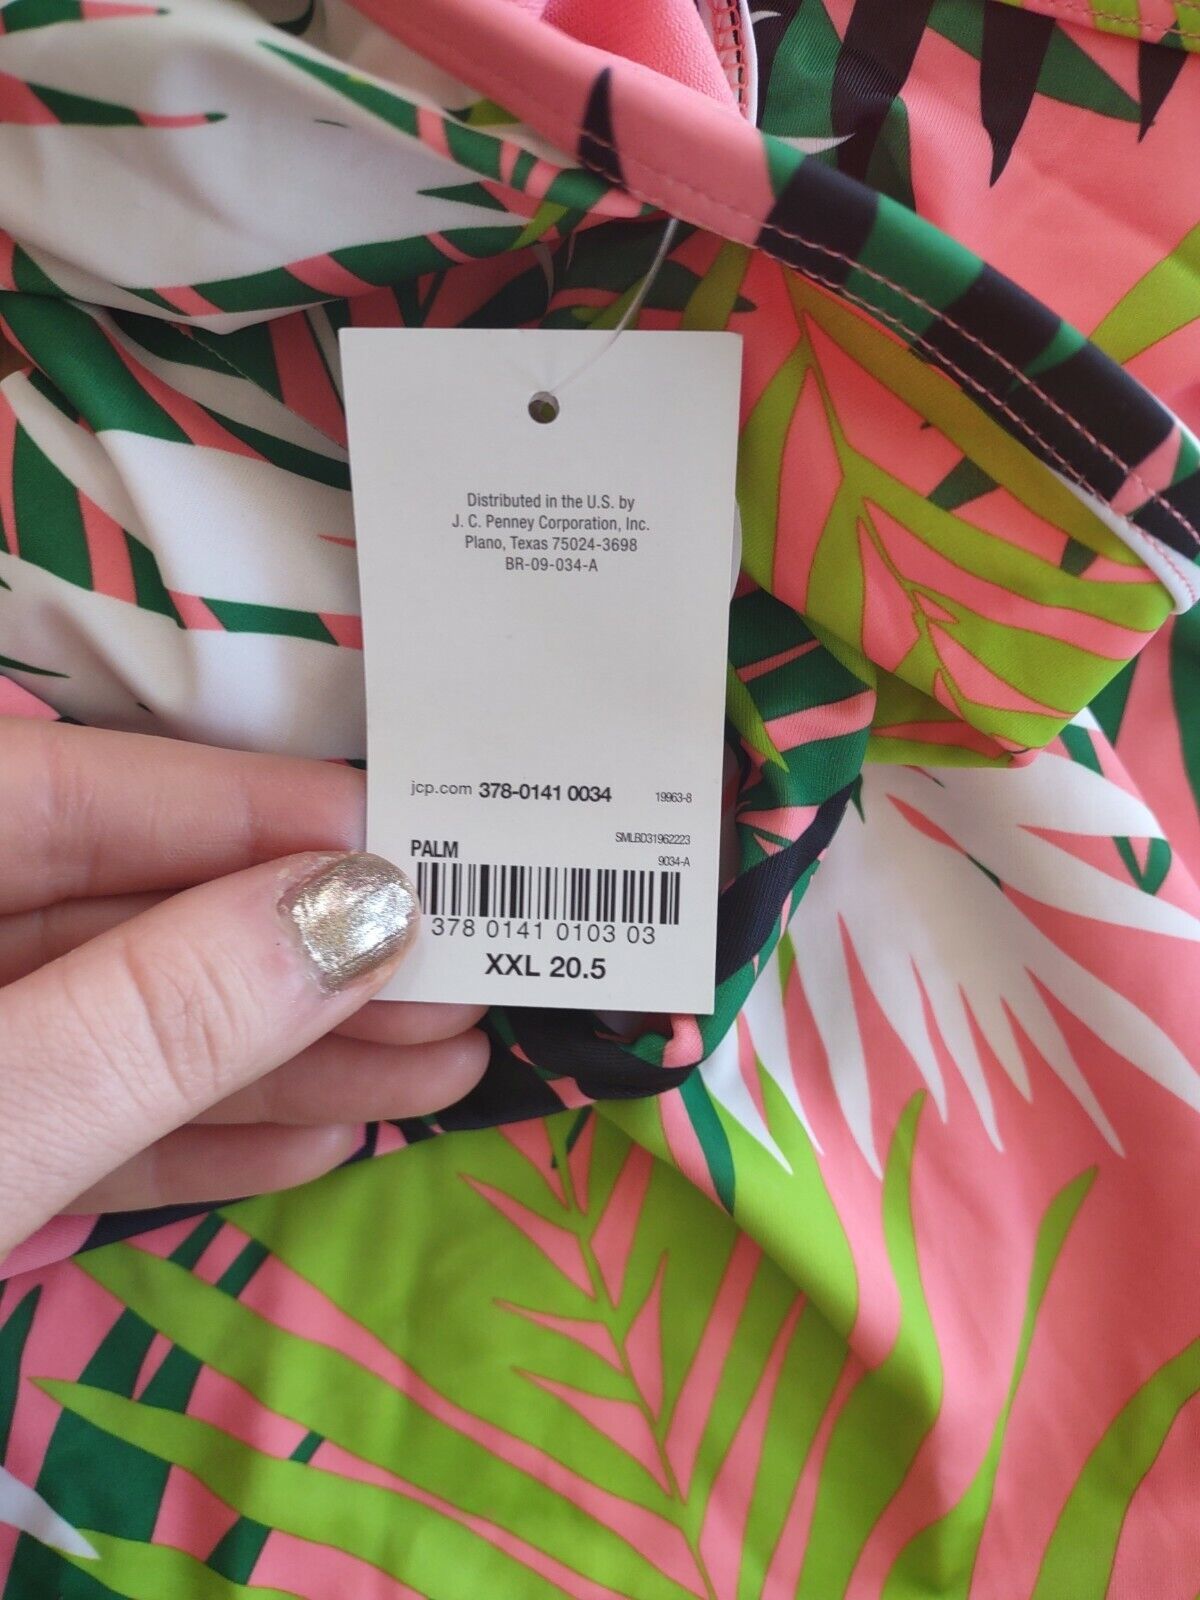 Distributed in the U.S. by
J. C. Penney Corporation, Inc.
Plano, Texas 75024-3698
BR-09-034-A
jcp.com 378-0141 0034 19963-8
SMLBD31962223
PALM 9034-A
378 0141 0103 03
XXL 20.5